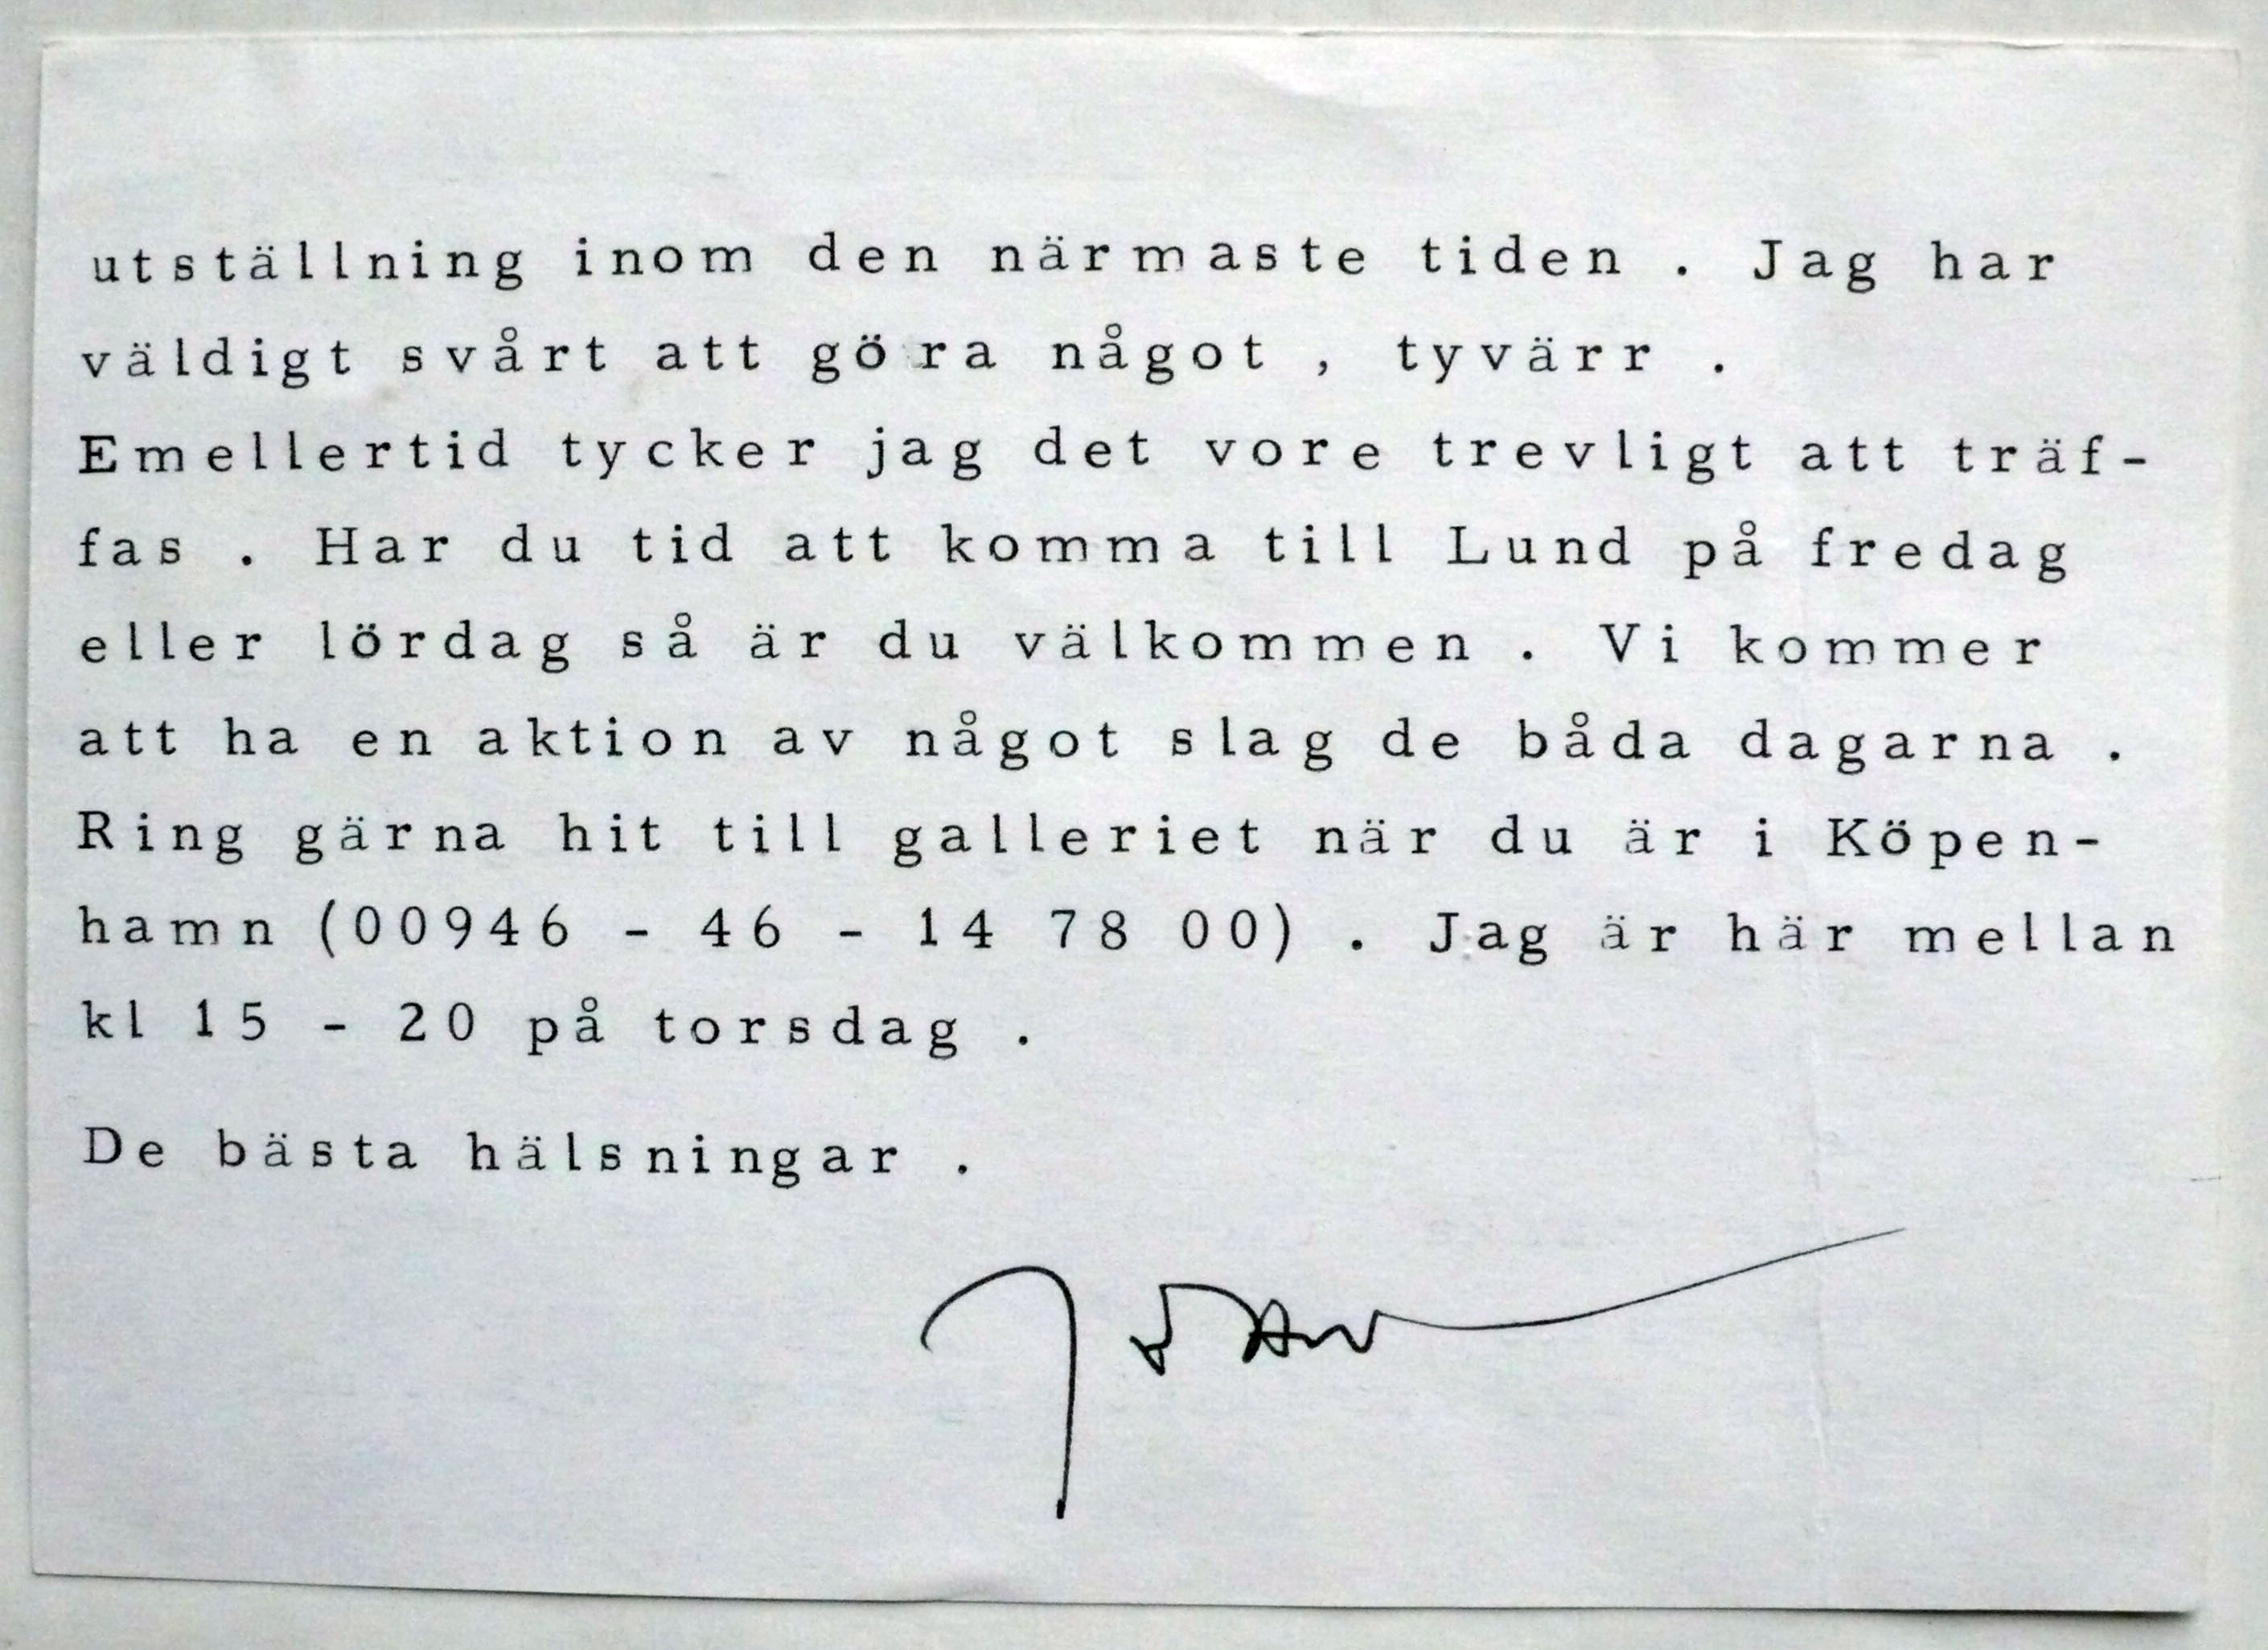 utställning inom den närmaste tiden . Jag har
väldigt svårt att göra något , tyvärr .
Emellertid tycker jag det vore trevligt att träf-
fas . Har du tid att komma till Lund på fredag
eller lördag så är du välkommen . Vi kommer
att ha en aktion av något slag de båda dagarna .
Ring gärna hit till galleriet när du är i Köpen-
hamn (00946 - 46 - 14 78 00) . Jag är här mellan
kl 15 - 20 på torsdag .
De bästa hälsningar .